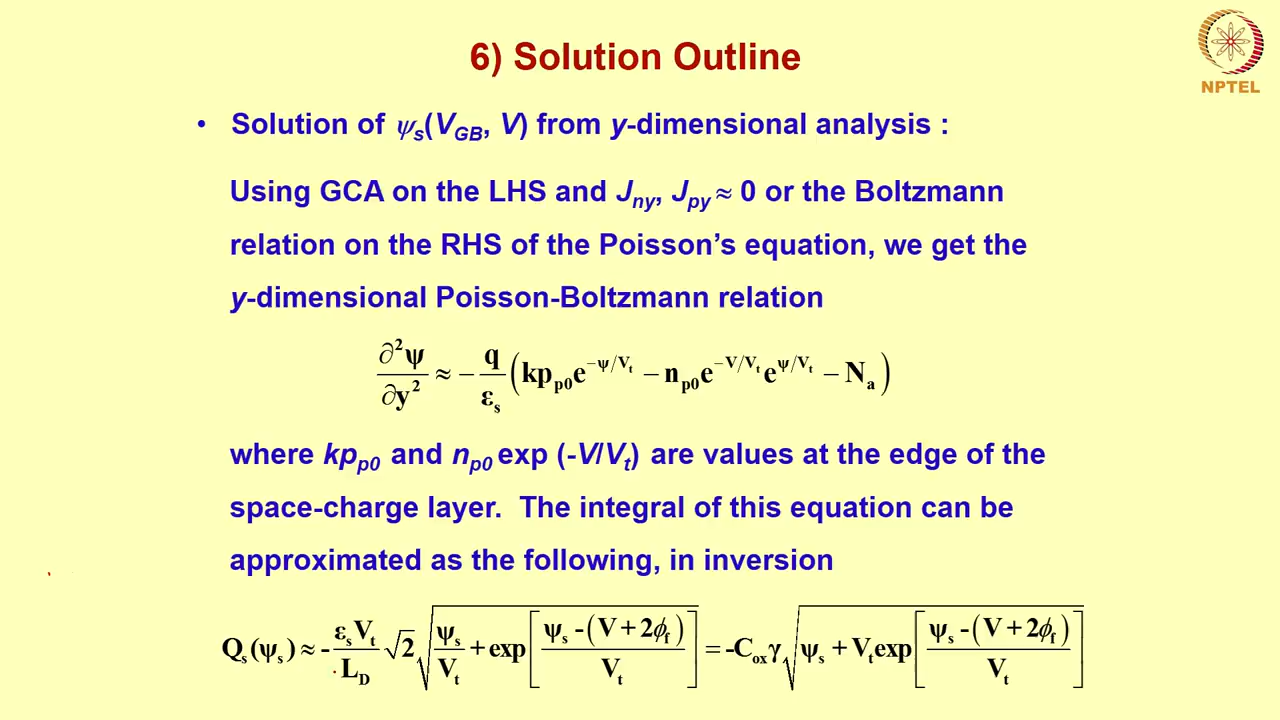 6) Solution Outline
NPTEL
• Solution of ψs(VGB, V) from y-dimensional analysis :
Using GCA on the LHS and Jny, Jpy ≈ 0 or the Boltzmann
relation on the RHS of the Poisson’s equation, we get the
y-dimensional Poisson-Boltzmann relation
∂²ψ/∂y² ≈ − q/εs (kpp0e^(−ψ/Vt) − np0e^(−V/Vt)e^(ψ/Vt) − Na)
where kpp0 and np0 exp (-V/Vt) are values at the edge of the
space-charge layer. The integral of this equation can be
approximated as the following, in inversion
Qs(ψs) ≈ - εsVt/LD √2 √(ψs/Vt + exp[(ψs - (V + 2ϕf))/Vt]) = -Coxγ √(ψs + Vtexp[(ψs - (V + 2ϕf))/Vt])